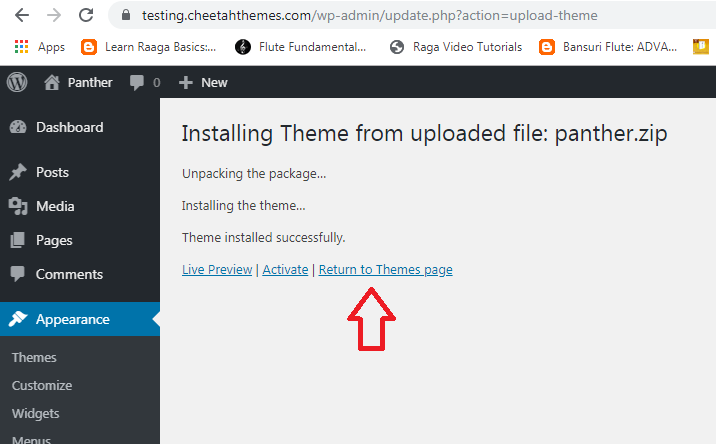 testing.cheetahthemes.com/wp-admin/update.php?action=upload-theme
Apps Learn Raaga Basics:... Flute Fundamental... Raga Video Tutorials Bansuri Flute: ADVA...
Panther 0 New
Dashboard
Posts
Media
Pages
Comments
Appearance
Themes
Customize
Widgets
Menus
Installing Theme from uploaded file: panther.zip
Unpacking the package...
Installing the theme...
Theme installed successfully.
Live Preview | Activate | Return to Themes page